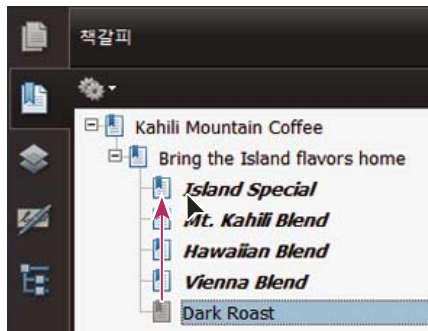 책갈피
Kahili Mountain Coffee
Bring the Island flavors home
Island Special
Mt. Kahili Blend
Hawaiian Blend
Vienna Blend
Dark Roast